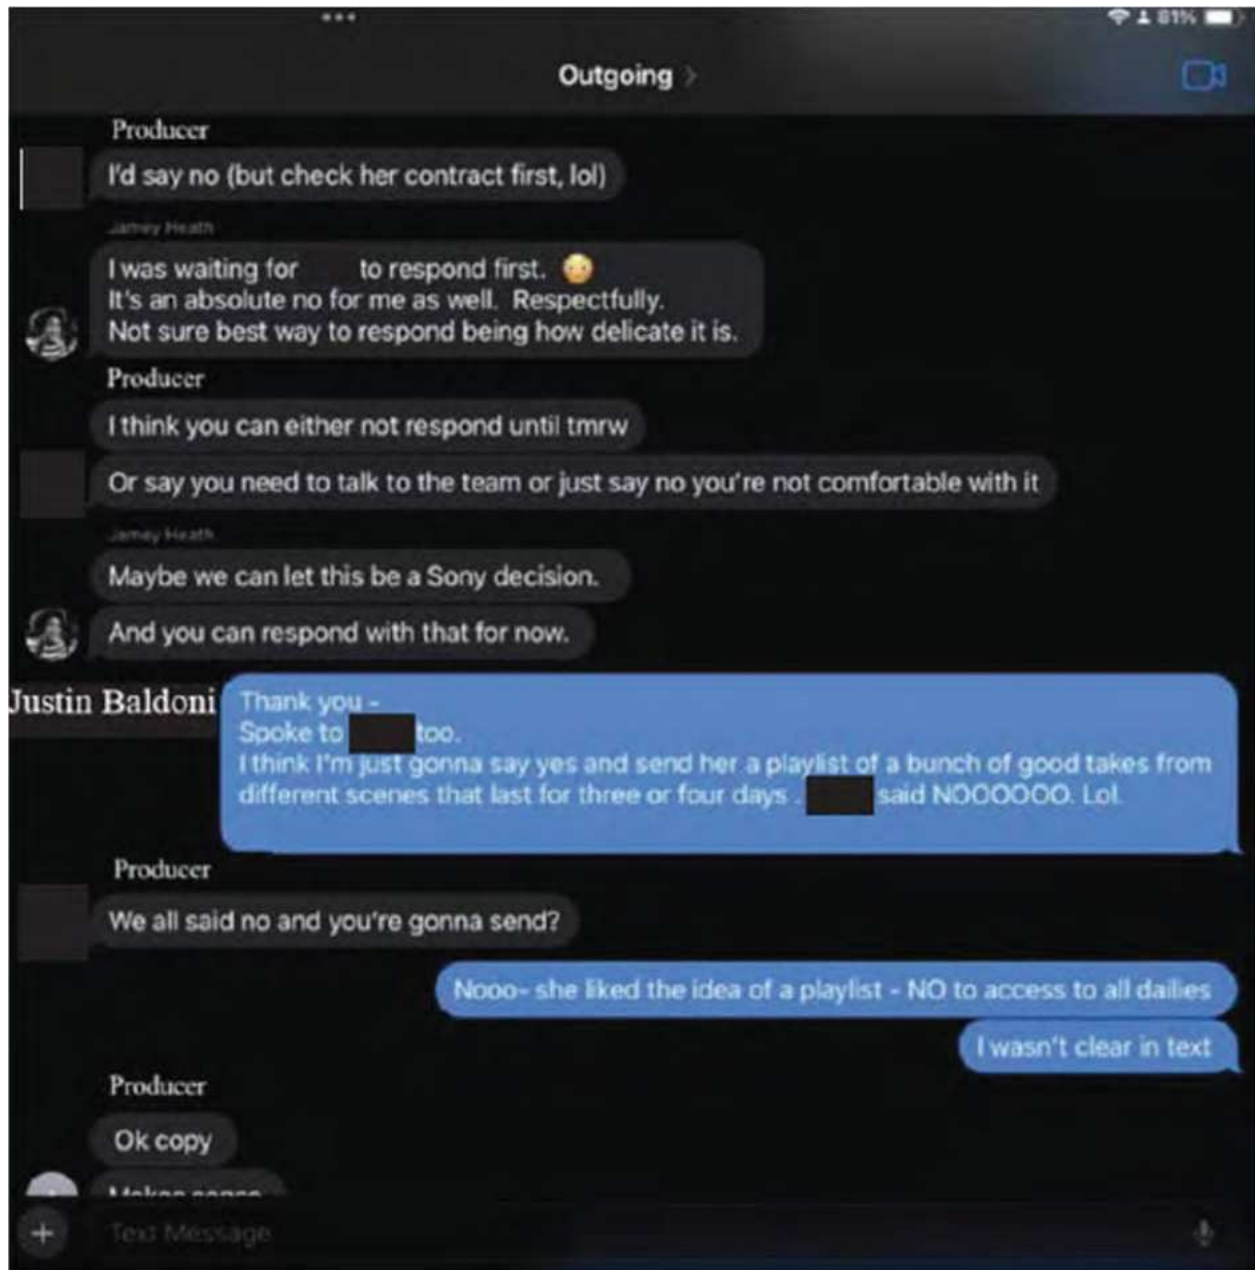 81%
Outgoing
Producer
I'd say no (but check her contract first, lol)
Jamey Heath
I was waiting for to respond first. 😳
It's an absolute no for me as well. Respectfully.
Not sure best way to respond being how delicate it is.
Producer
I think you can either not respond until tmrw
Or say you need to talk to the team or just say no you're not comfortable with it
Jamey Heath
Maybe we can let this be a Sony decision.
And you can respond with that for now.
Justin Baldoni
Thank you -
Spoke to too.
I think I'm just gonna say yes and send her a playlist of a bunch of good takes from
different scenes that last for three or four days . said NOOOOOO. Lol.
Producer
We all said no and you're gonna send?
Nooo- she liked the idea of a playlist - NO to access to all dailies
I wasn't clear in text
Producer
Ok copy
Makes sense
Text Message